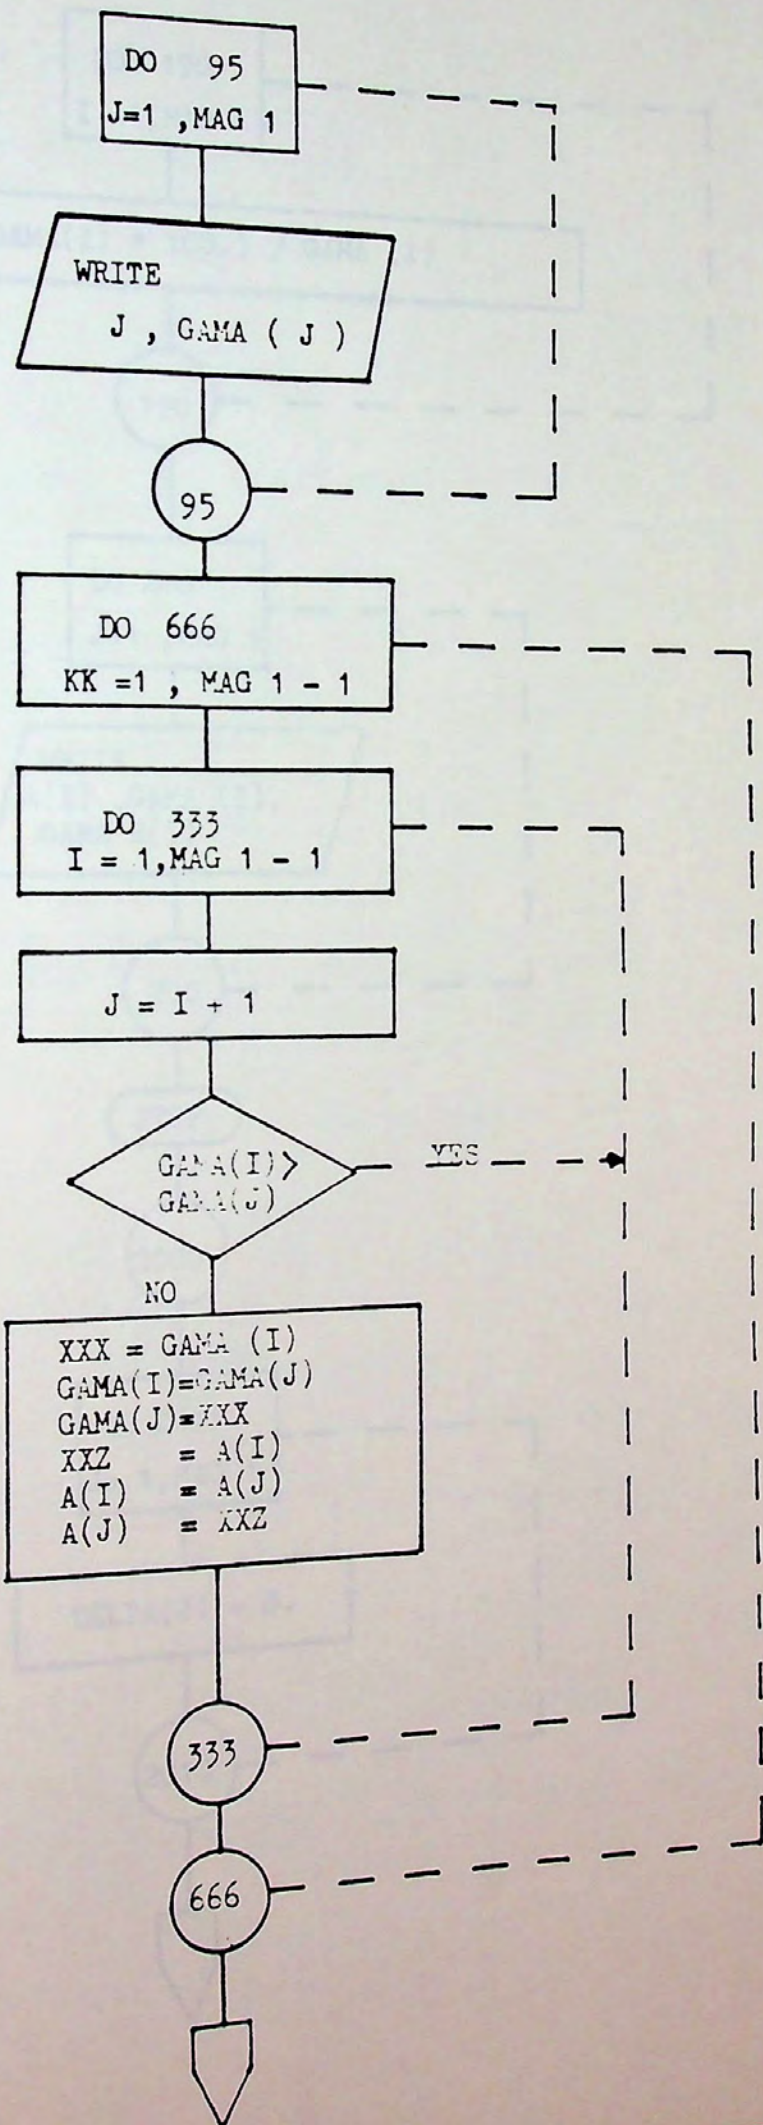 DO 95
J=1 ,MAG 1
WRITE
J , GAMA ( J )
95
DO 666
KK =1 , MAG 1 - 1
DO 333
I = 1,MAG 1 - 1
J = I + 1
GAMA(I)>
GAMA(J)
YES
NO
XXX = GAMA (I)
GAMA(I)=GAMA(J)
GAMA(J)=XXX
XXZ = A(I)
A(I) = A(J)
A(J) = XXZ
333
666